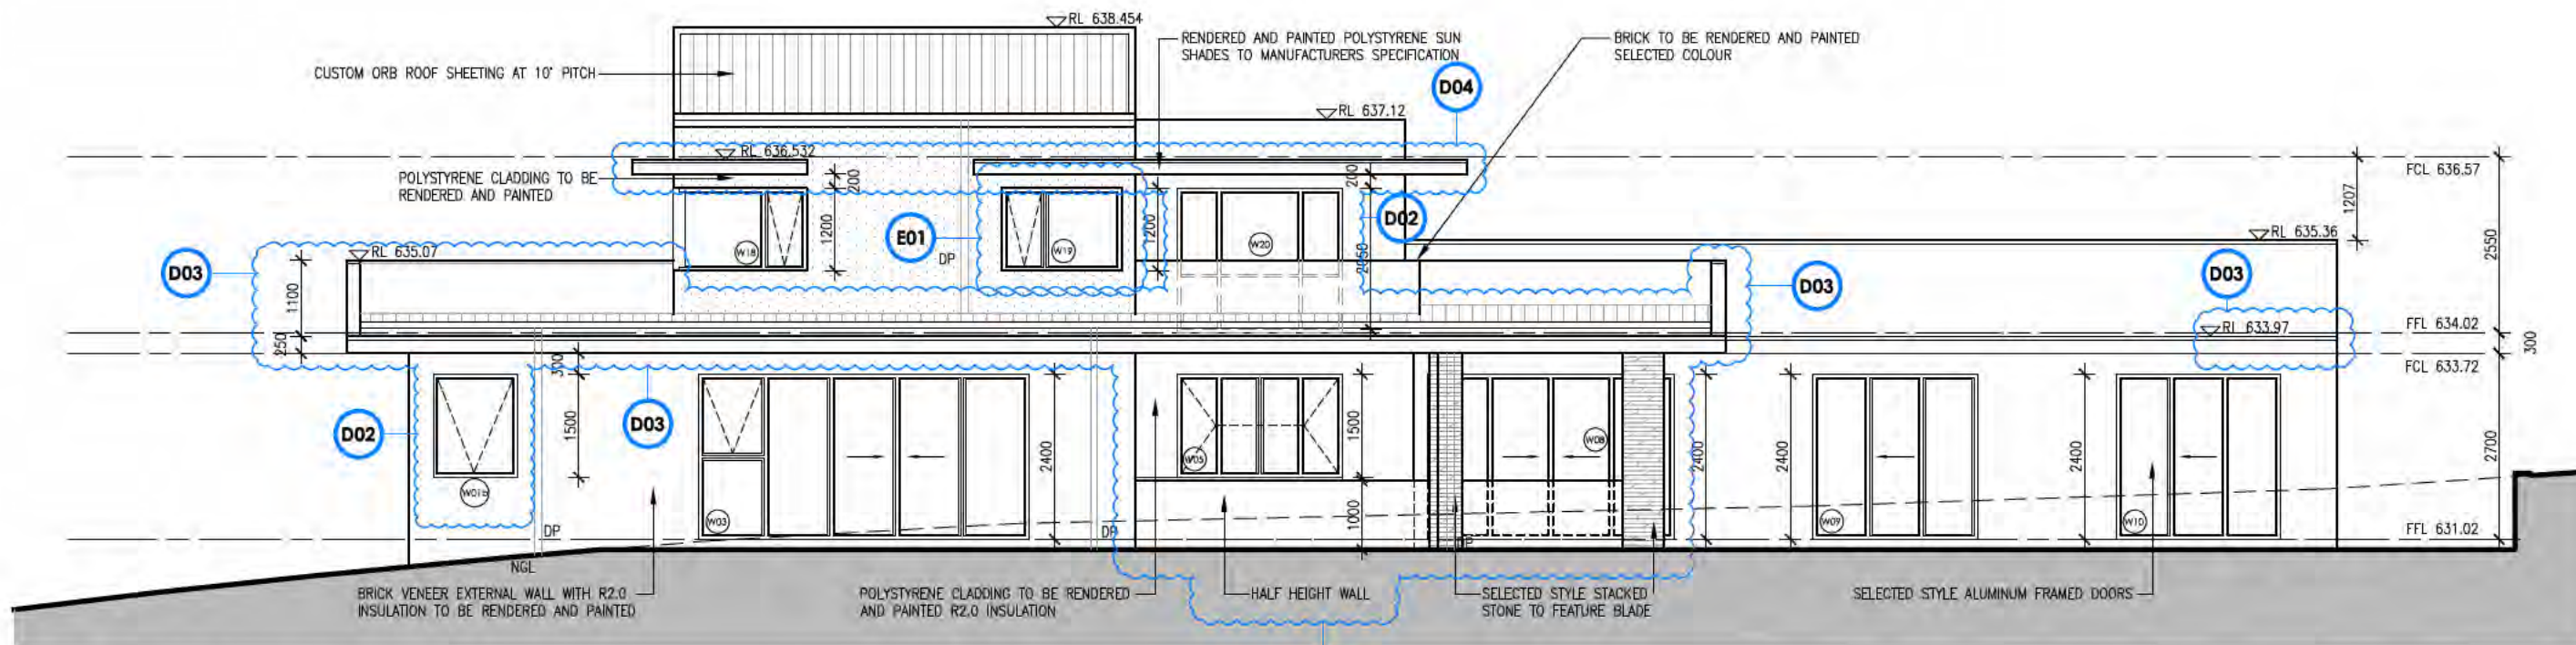 RL 638.454
RENDERED AND PAINTED POLYSTYRENE SUN
SHADES TO MANUFACTURERS SPECIFICATION
BRICK TO BE RENDERED AND PAINTED
SELECTED COLOUR
CUSTOM ORB ROOF SHEETING AT 10° PITCH
D04
RL 637.12
RL 636.532
FCL 636.57
POLYSTYRENE CLADDING TO BE
RENDERED AND PAINTED
200
200
1207
D02
E01
1200
1200
W18
W19
W20
DP
2050
2550
RL 635.36
D03
RL 635.07
D03
D03
1100
250
RL 633.97
FFL 634.02
300
FCL 633.72
300
D02
D03
1500
2400
1500
2400
2400
2400
2700
W01b
W03
W05
W08
W09
W10
1000
DP
DP
DP
FFL 631.02
NGL
BRICK VENEER EXTERNAL WALL WITH R2.0
INSULATION TO BE RENDERED AND PAINTED
POLYSTYRENE CLADDING TO BE RENDERED
AND PAINTED R2.0 INSULATION
HALF HEIGHT WALL
SELECTED STYLE STACKED
STONE TO FEATURE BLADE
SELECTED STYLE ALUMINUM FRAMED DOORS